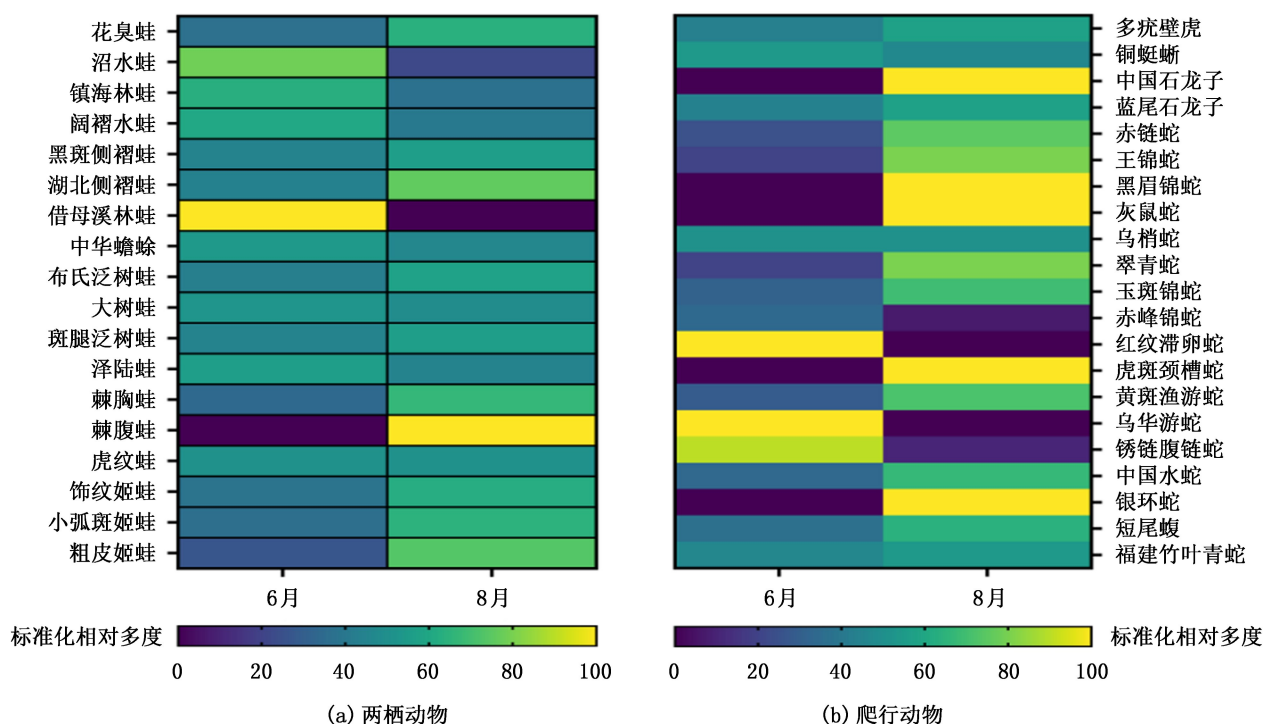 花臭蛙
沼水蛙
镇海林蛙
阔褶水蛙
黑斑侧褶蛙
湖北侧褶蛙
借母溪林蛙
中华蟾蜍
布氏泛树蛙
大树蛙
斑腿泛树蛙
泽陆蛙
棘胸蛙
棘腹蛙
虎纹蛙
饰纹姬蛙
小弧斑姬蛙
粗皮姬蛙
6月 8月
标准化相对多度
0 20 40 60 80 100
(a) 两栖动物
多疣壁虎
铜蜓蜥
中国石龙子
蓝尾石龙子
赤链蛇
王锦蛇
黑眉锦蛇
灰鼠蛇
乌梢蛇
翠青蛇
玉斑锦蛇
赤峰锦蛇
红纹滞卵蛇
虎斑颈槽蛇
黄斑渔游蛇
乌华游蛇
锈链腹链蛇
中国水蛇
银环蛇
短尾蝮
福建竹叶青蛇
6月 8月
标准化相对多度
0 20 40 60 80 100
(b) 爬行动物